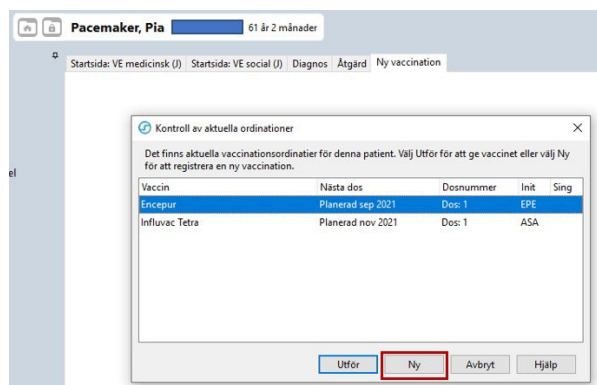 Pacemaker, Pia 61 år 2 månader
Startsida: VE medicinsk (J) Startsida: VE social (J) Diagnos Åtgärd Ny vaccination
Kontroll av aktuella ordinationer
Det finns aktuella vaccinationsordinatier för denna patient. Välj Utför för att ge vaccinet eller välj Ny
för att registrera en ny vaccination.
el
Vaccin Nästa dos Dosnummer Init Sing
Encepur Planerad sep 2021 Dos: 1 EPE
Influvac Tetra Planerad nov 2021 Dos: 1 ASA
Utför Ny Avbryt Hjälp